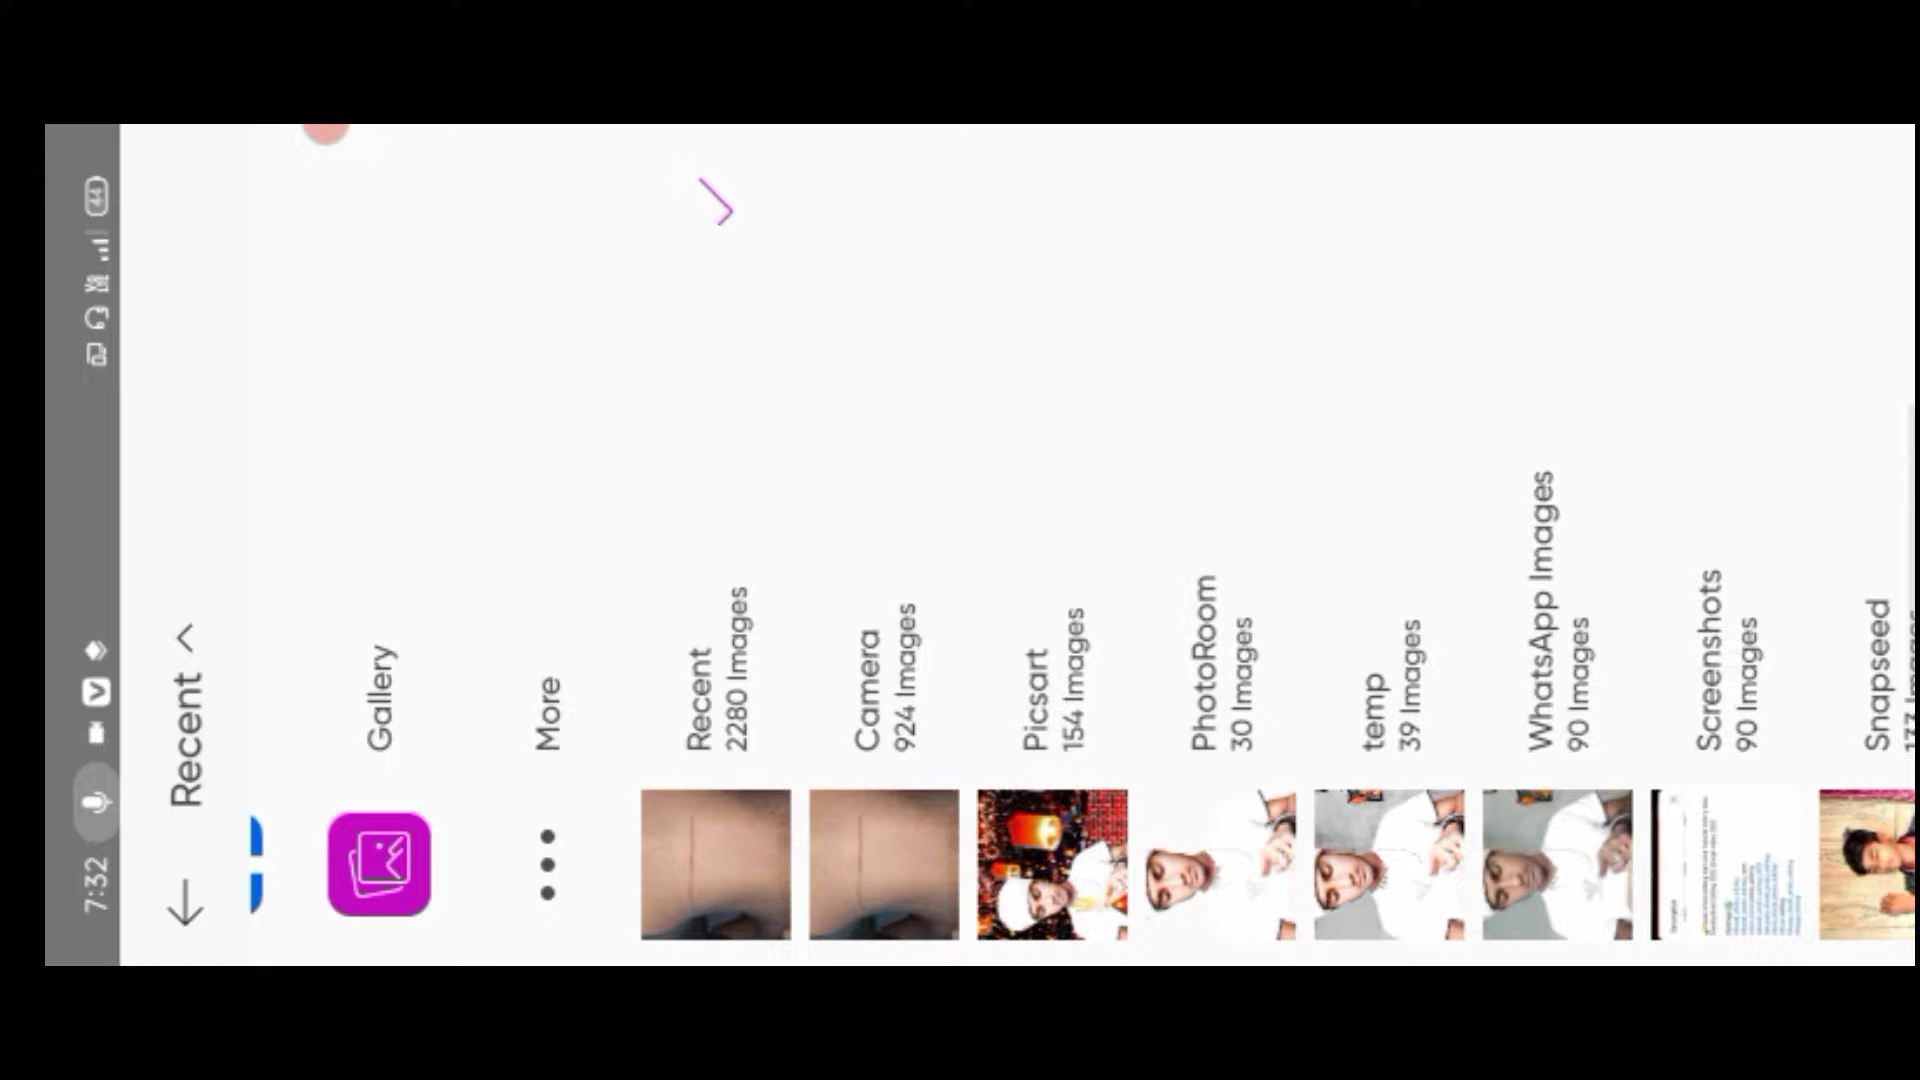 7:32
44
Recent
Gallery
More
Recent
2280 Images
Camera
924 Images
Picsart
154 Images
PhotoRoom
30 Images
temp
39 Images
WhatsApp Images
90 Images
Screenshots
90 Images
Snapseed